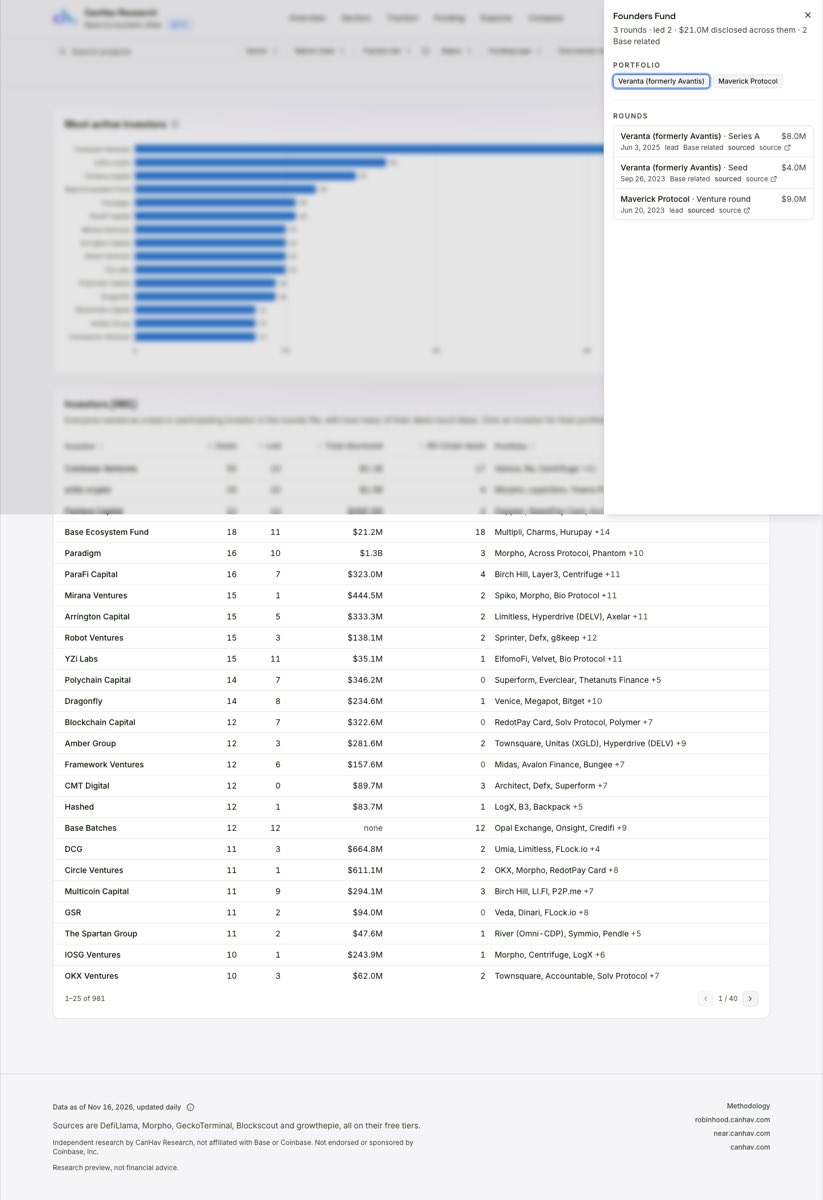 CanHav Research
Overview Sectors Traction Funding Explorer Compare
Search projects
Most active investors
Founders Fund
3 rounds · led 2 · $21.0M disclosed across them · 2
Base related
PORTFOLIO
Veranta (formerly Avantis) Maverick Protocol
ROUNDS
Veranta (formerly Avantis) · Series A $8.0M
Jun 3, 2025 lead Base related sourced source
Veranta (formerly Avantis) · Seed $4.0M
Sep 26, 2023 Base related sourced source
Maverick Protocol · Venture round $9.0M
Jun 20, 2023 lead sourced source
Coinbase Ventures
Base Ecosystem Fund 18 11 $21.2M 18 Multipli, Charms, Hurupay +14
Paradigm 16 10 $1.3B 3 Morpho, Across Protocol, Phantom +10
ParaFi Capital 16 7 $323.0M 4 Birch Hill, Layer3, Centrifuge +11
Mirana Ventures 15 1 $444.5M 2 Spiko, Morpho, Bio Protocol +11
Arrington Capital 15 5 $333.3M 2 Limitless, Hyperdrive (DELV), Axelar +11
Robot Ventures 15 3 $138.1M 2 Sprinter, Defx, g8keep +12
YZi Labs 15 11 $35.1M 1 ElfomoFi, Velvet, Bio Protocol +11
Polychain Capital 14 7 $346.2M 0 Superform, Everclear, Thetanuts Finance +5
Dragonfly 14 8 $234.6M 1 Venice, Megapot, Bitget +10
Blockchain Capital 12 7 $322.6M 0 RedotPay Card, Solv Protocol, Polymer +7
Amber Group 12 3 $281.6M 2 Townsquare, Unitas (XGLD), Hyperdrive (DELV) +9
Framework Ventures 12 6 $157.6M 0 Midas, Avalon Finance, Bungee +7
CMT Digital 12 0 $89.7M 3 Architect, Defx, Superform +7
Hashed 12 1 $83.7M 1 LogX, B3, Backpack +5
Base Batches 12 12 none 12 Opal Exchange, Onsight, Credifi +9
DCG 11 3 $664.8M 2 Umia, Limitless, FLock.io +4
Circle Ventures 11 1 $611.1M 2 OKX, Morpho, RedotPay Card +8
Multicoin Capital 11 9 $294.1M 3 Birch Hill, LI.FI, P2P.me +7
GSR 11 2 $94.0M 0 Veda, Dinari, FLock.io +8
The Spartan Group 11 2 $47.6M 1 River (Omni-CDP), Symmio, Pendle +5
IOSG Ventures 10 1 $243.9M 1 Morpho, Centrifuge, LogX +6
OKX Ventures 10 3 $62.0M 2 Townsquare, Accountable, Solv Protocol +7
1–25 of 981 1 / 40
Data as of Nov 16, 2026, updated daily
Sources are DefiLlama, Morpho, GeckoTerminal, Blockscout and growthepie, all on their free tiers.
Independent research by CanHav Research, not affiliated with Base or Coinbase. Not endorsed or sponsored by
Coinbase, Inc.
Research preview, not financial advice.
Methodology
robinhood.canhav.com
near.canhav.com
canhav.com